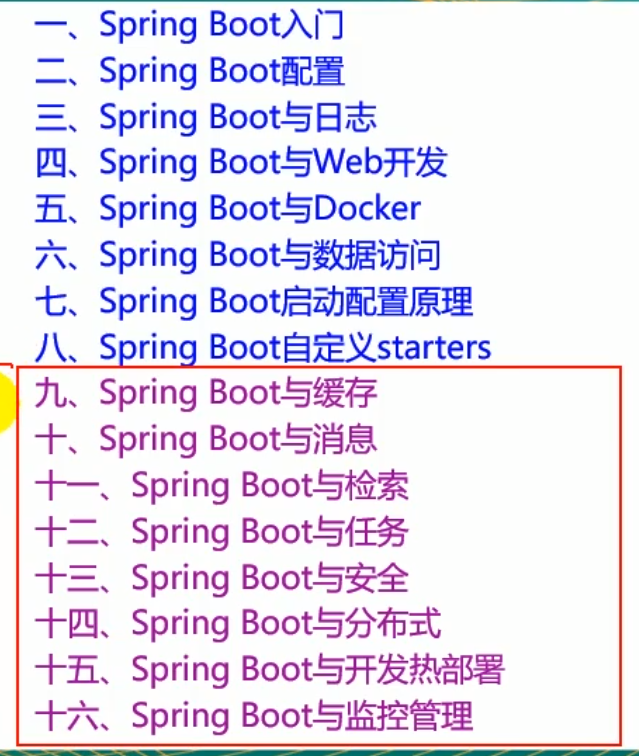 一、Spring Boot入门
二、Spring Boot配置
三、Spring Boot与日志
四、Spring Boot与Web开发
五、Spring Boot与Docker
六、Spring Boot与数据访问
七、Spring Boot启动配置原理
八、Spring Boot自定义starters
九、Spring Boot与缓存
十、Spring Boot与消息
十一、Spring Boot与检索
十二、Spring Boot与任务
十三、Spring Boot与安全
十四、Spring Boot与分布式
十五、Spring Boot与开发热部署
十六、Spring Boot与监控管理